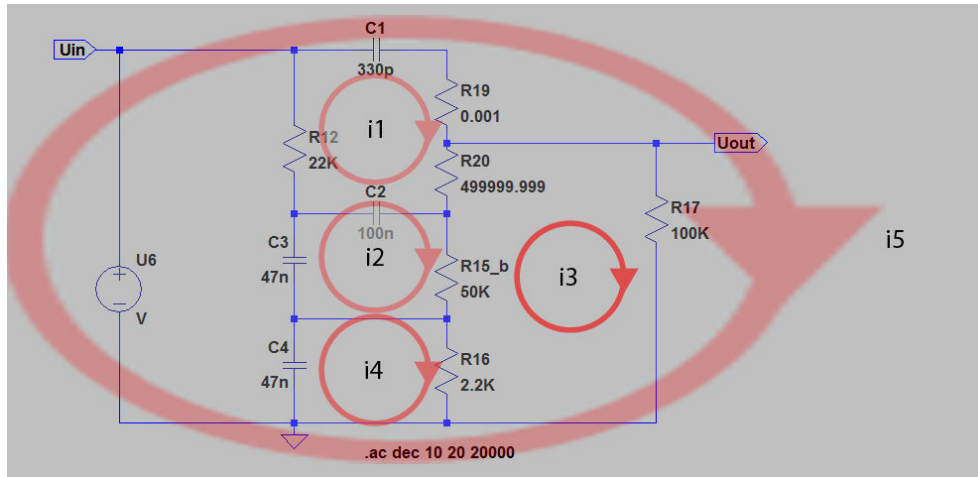 C1
Uin
330p
R19
0.001
i1
R12
22K
Uout
R20
499999.999
C2
100n
R17
100K
i5
C3
47n
i2
R15_b
50K
i3
U6
V
C4
47n
i4
R16
2.2K
.ac dec 10 20 20000